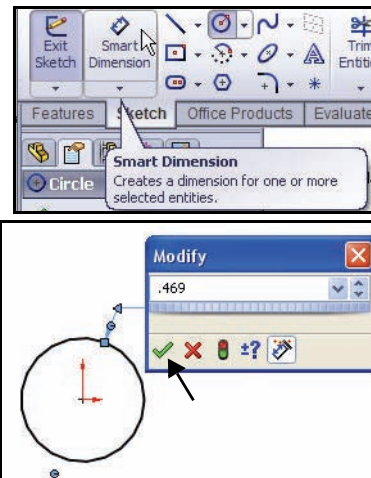 Exit
Sketch
Smart
Dimension
Trim
Features
Sketch
Office Products
Evaluate
Circle
Smart Dimension
Creates a dimension for one or more
selected entities.
Modify
.469
±?